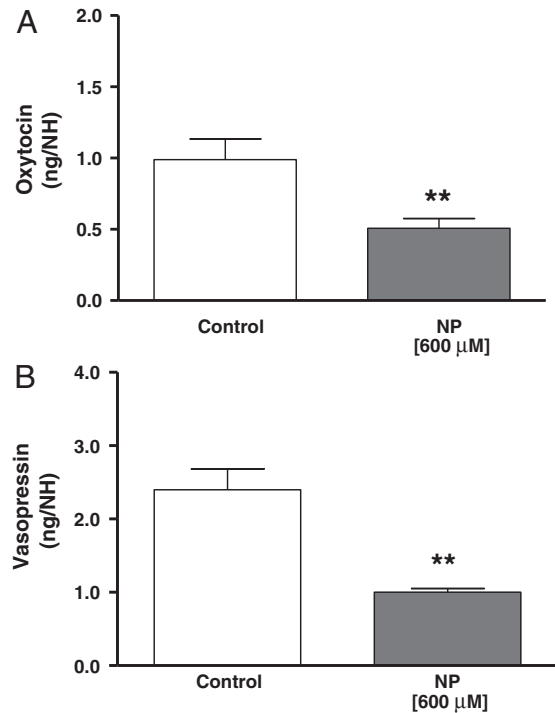 A
2.0
1.5
1.0
0.5
0.0
Oxytocin
(ng/NH)
**
Control
NP
[600 μM]
B
4.0
3.0
2.0
1.0
0.0
Vasopressin
(ng/NH)
**
Control
NP
[600 μM]